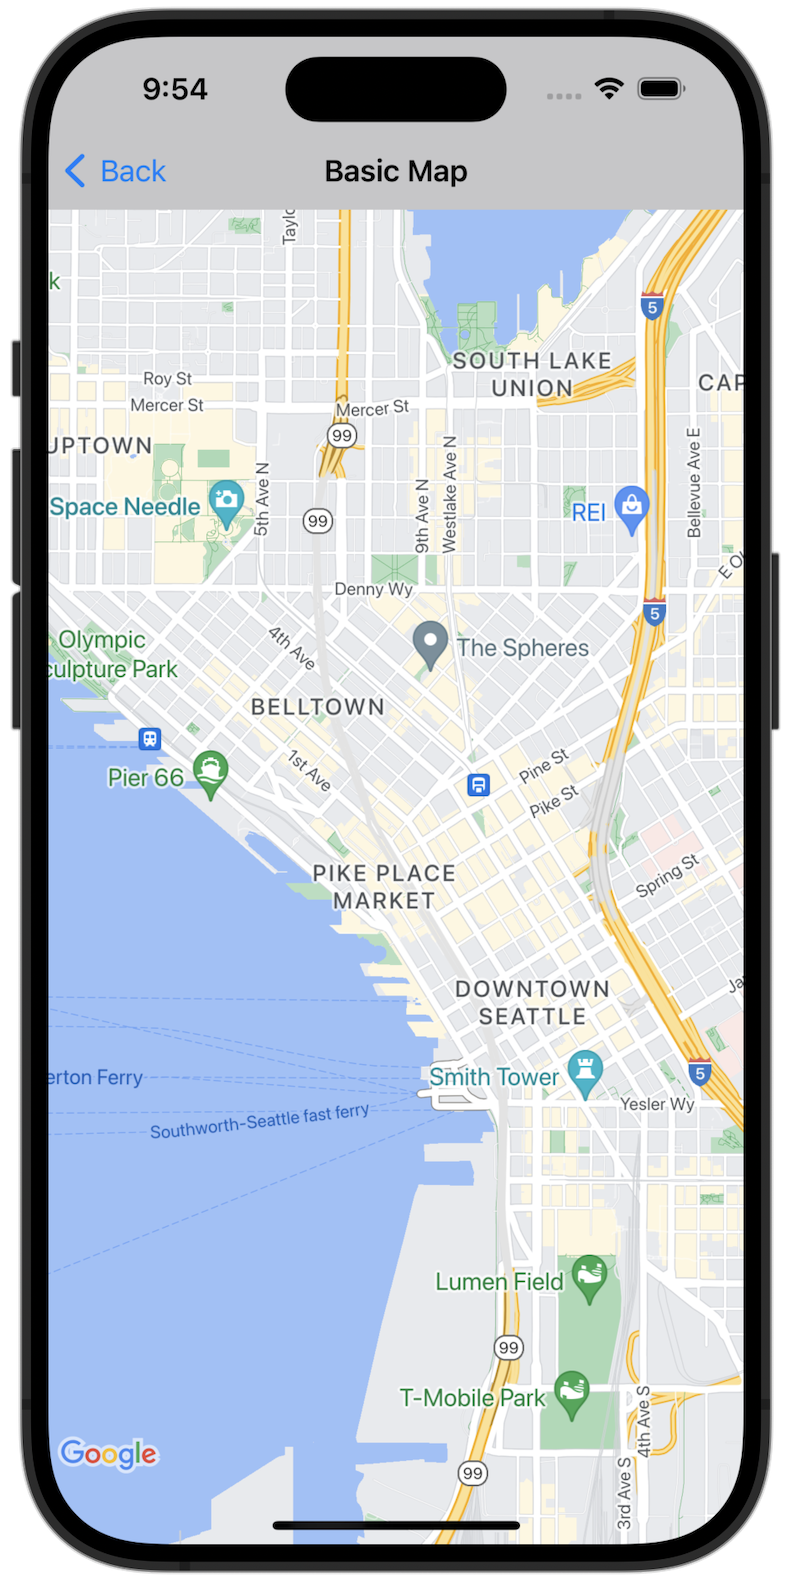 9:54
Back
Basic Map
Taylo
k
5
SOUTH LAKE
UNION
CAP
Roy St
Mercer St
Mercer St
99
UPTOWN
Space Needle
5th Ave N
99
9th Ave N
Westlake Ave N
REI
Bellevue Ave E
E Ol
Denny Wy
5
4th Ave
The Spheres
Olympic
culpture Park
BELLTOWN
Pier 66
1st Ave
Pine St
Pike St
PIKE PLACE
MARKET
Spring St
Ja
DOWNTOWN
SEATTLE
erton Ferry
Smith Tower
5
Southworth-Seattle fast ferry
Yesler Wy
Lumen Field
99
T-Mobile Park
4th Ave S
Google
99
3rd Ave S